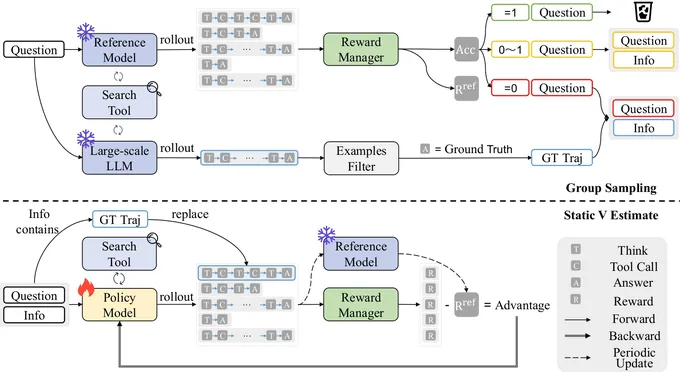 Question
Reference
Model
rollout
T C T C T A
T C T A
T C ... T A
T A
T C ... T A
Reward
Manager
Acc
R^ref
=1 Question
0～1 Question
=0 Question
Question
Info
Question
Info
Search
Tool
Large-scale
LLM
rollout
T C ... T A
Examples
Filter
A = Ground Truth
GT Traj
Group Sampling
Static V Estimate
Info
contains
GT Traj
replace
Search
Tool
Question
Info
Policy
Model
rollout
T C T C T A
T C T A
T C ... T A
T A
T C ... T A
Reference
Model
Reward
Manager
R
R
R
R
R
- R^ref = Advantage
T Think
C Tool Call
A Answer
R Reward
Forward
Backward
Periodic
Update